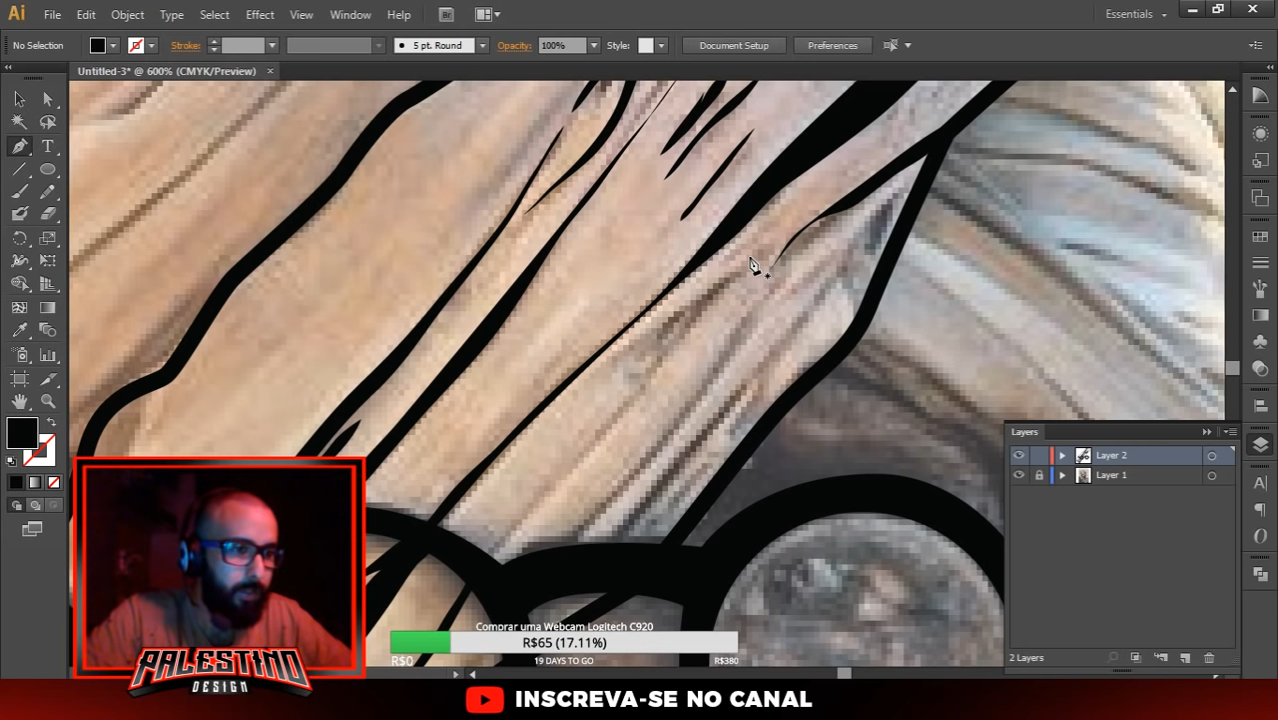 Ai File Edit Object Type Select Effect View Window Help Br Essentials
No Selection Stroke: 5 pt. Round Opacity: 100% Style: Document Setup Preferences
Untitled-3* @ 600% (CMYK/Preview)
Layers
Layer 2
Layer 1
2 Layers
Comprar uma Webcam Logitech C920
R$65 (17.11%)
R$0 19 DAYS TO GO R$380
PALESTINO
DESIGN
INSCREVA-SE NO CANAL